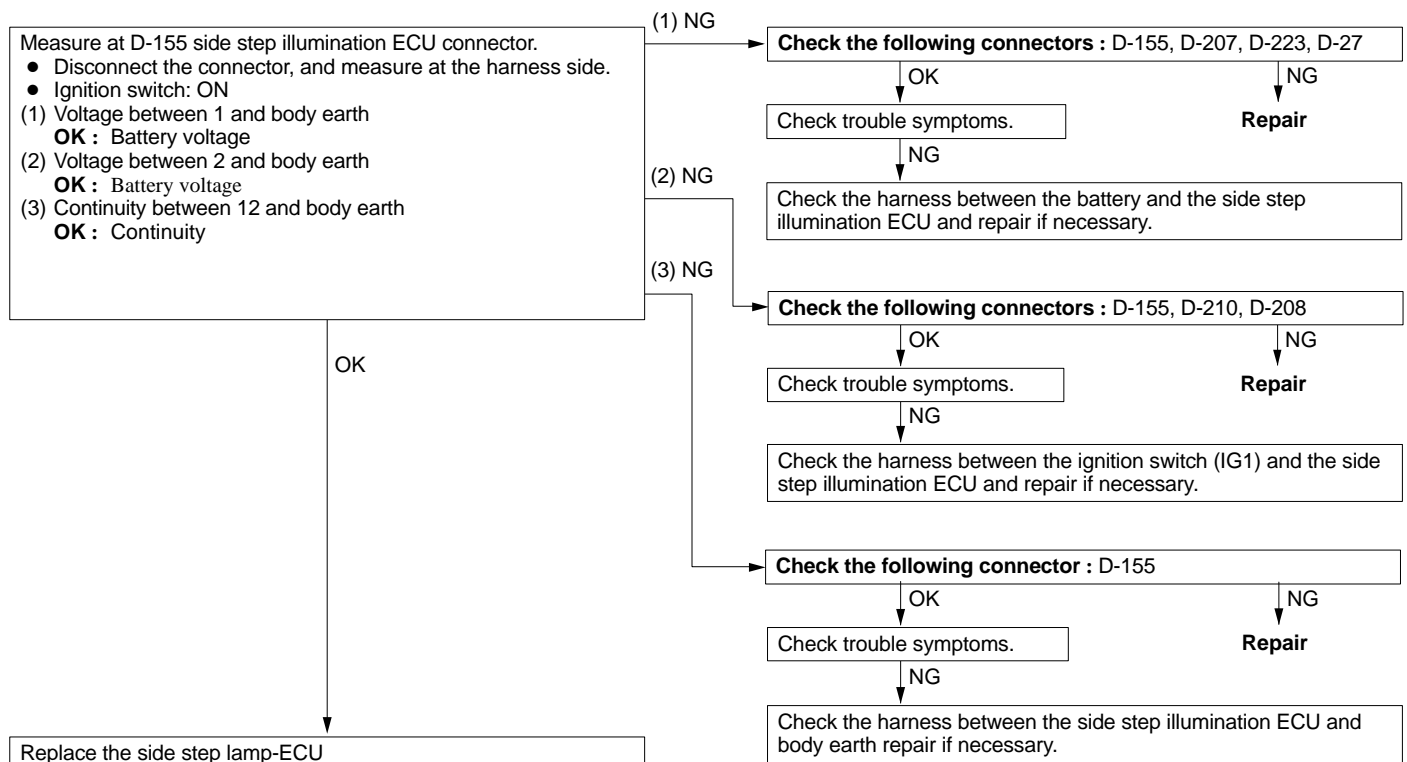 Measure at D-155 side step illumination ECU connector.
● Disconnect the connector, and measure at the harness side.
● Ignition switch: ON
(1) Voltage between 1 and body earth
OK : Battery voltage
(2) Voltage between 2 and body earth
OK : Battery voltage
(3) Continuity between 12 and body earth
OK : Continuity
(1) NG
Check the following connectors : D-155, D-207, D-223, D-27
OK
NG
Check trouble symptoms.
Repair
NG
Check the harness between the battery and the side step
illumination ECU and repair if necessary.
(2) NG
Check the following connectors : D-155, D-210, D-208
OK
NG
Check trouble symptoms.
Repair
NG
Check the harness between the ignition switch (IG1) and the side
step illumination ECU and repair if necessary.
(3) NG
Check the following connector : D-155
OK
NG
Check trouble symptoms.
Repair
NG
Check the harness between the side step illumination ECU and
body earth repair if necessary.
OK
Replace the side step lamp-ECU